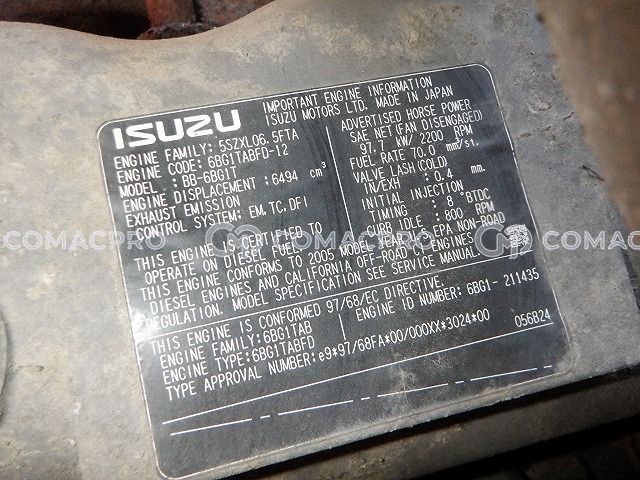 ISUZU
IMPORTANT ENGINE INFORMATION
ISUZU MOTORS LTD. MADE IN JAPAN
ENGINE FAMILY: 5SZXL06.5FTA
ENGINE CODE: 6BG1TABFD-12
MODEL: BB-6BG1T
ENGINE DISPLACEMENT: 6494 cm³
EXHAUST EMISSION
CONTROL SYSTEM: EM, TC, DFI
ADVERTISED HORSE POWER
SAE NET (FAN DISENGAGED)
97.7 kW/ 2200 RPM
FUEL RATE 70.0 mm³/st.
VALVE LASH (COLD)
IN/EXH : 0.4 mm.
INITIAL INJECTION
TIMING : 8 °BTDC
CURB IDLE : 800 RPM
THIS ENGINE IS CERTIFIED TO
OPERATE ON DIESEL FUEL.
THIS ENGINE CONFORMS TO 2005 MODEL YEAR U.S. EPA NON-ROAD
DIESEL ENGINES AND CALIFORNIA OFF-ROAD CI ENGINES
REGULATION. MODEL SPECIFICATION SEE SERVICE MANUAL.
THIS ENGINE IS CONFORMED 97/68/EC DIRECTIVE.
ENGINE FAMILY: 6BG1TAB
ENGINE TYPE: 6BG1TABFD
ENGINE ID NUMBER: 6BG1- 211435
TYPE APPROVAL NUMBER: e9*97/68FA*00/000XX*3024*00
056B24
COMACPRO
COMACPRO
COMACPRO